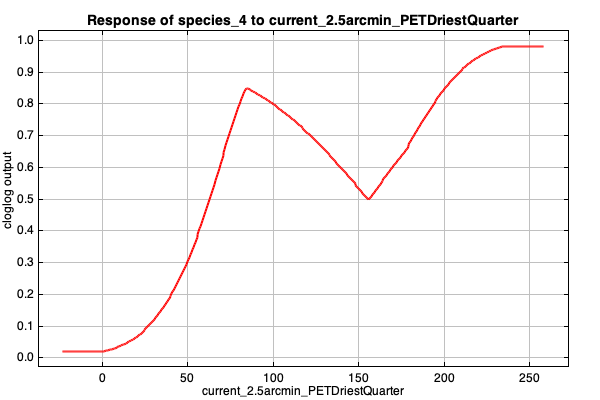 Response of species_4 to current_2.5arcmin_PETDriestQuarter
cloglog output
1.0
0.9
0.8
0.7
0.6
0.5
0.4
0.3
0.2
0.1
0.0
0 50 100 150 200 250
current_2.5arcmin_PETDriestQuarter